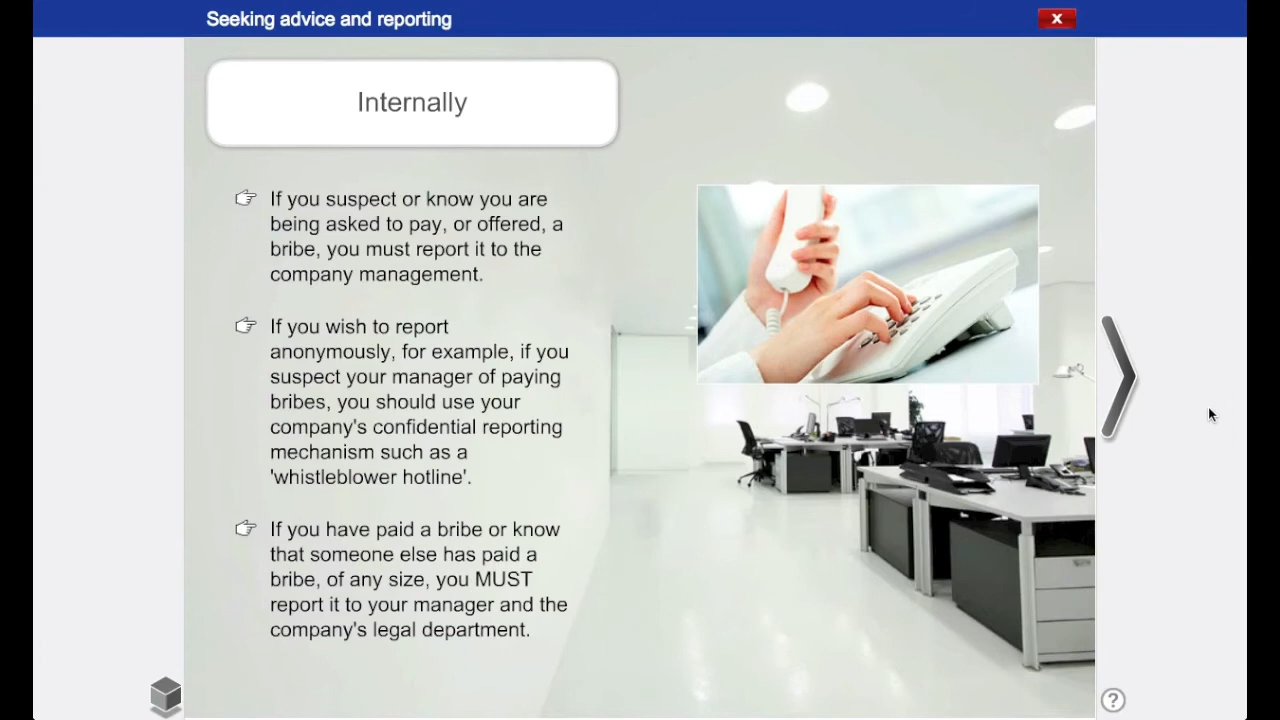 Seeking advice and reporting
Internally
If you suspect or know you are
being asked to pay, or offered, a
bribe, you must report it to the
company management.
If you wish to report
anonymously, for example, if you
suspect your manager of paying
bribes, you should use your
company's confidential reporting
mechanism such as a
'whistleblower hotline'.
If you have paid a bribe or know
that someone else has paid a
bribe, of any size, you MUST
report it to your manager and the
company's legal department.
?